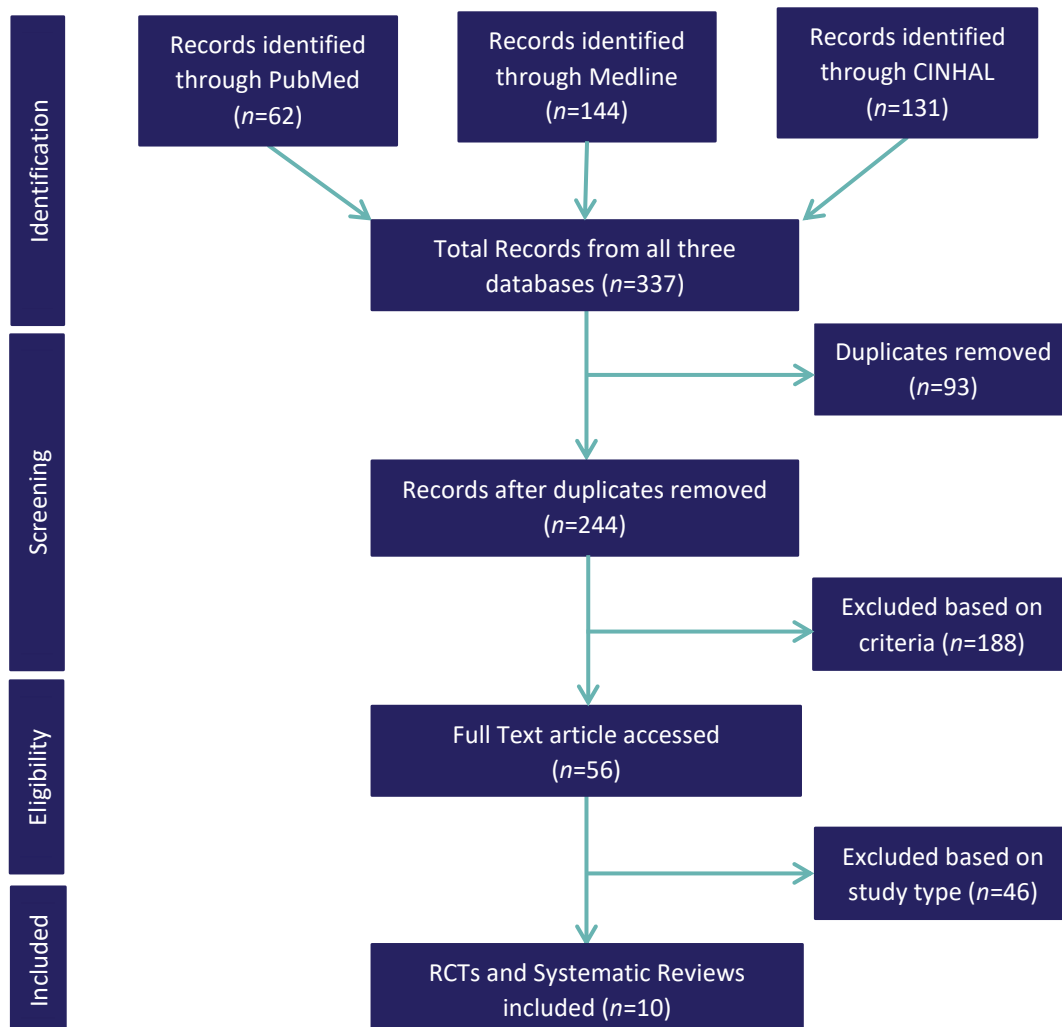 Identification
Records identified
through PubMed
(n=62)
Records identified
through Medline
(n=144)
Records identified
through CINHAL
(n=131)
Total Records from all three
databases (n=337)
Screening
Duplicates removed
(n=93)
Records after duplicates removed
(n=244)
Excluded based on
criteria (n=188)
Eligibility
Full Text article accessed
(n=56)
Excluded based on
study type (n=46)
Included
RCTs and Systematic Reviews
included (n=10)